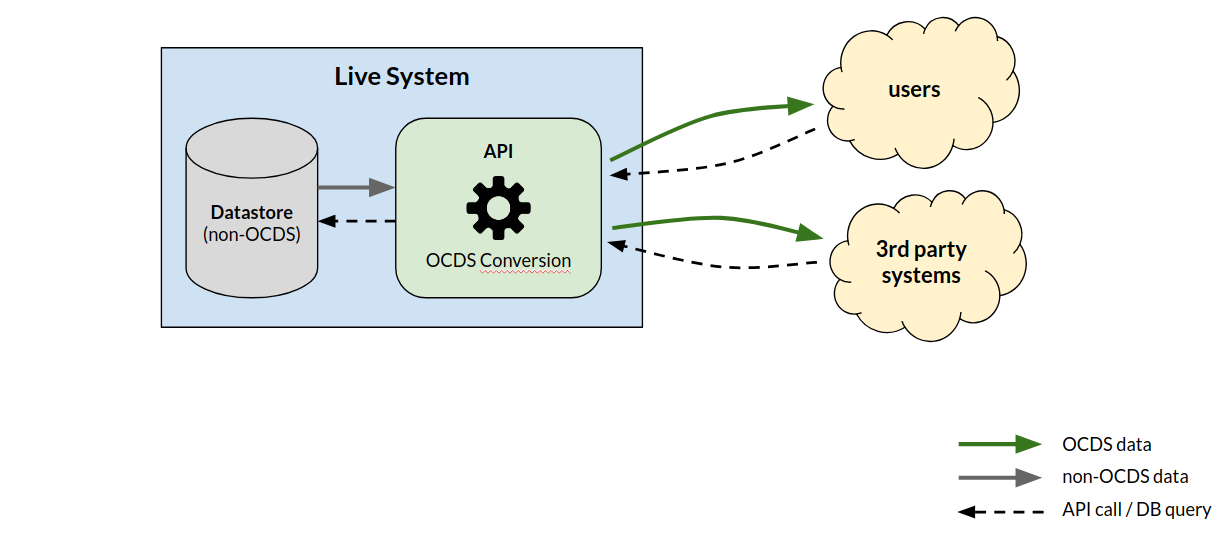 Live System
Datastore
(non-OCDS)
API
OCDS Conversion
users
3rd party
systems
OCDS data
non-OCDS data
API call / DB query